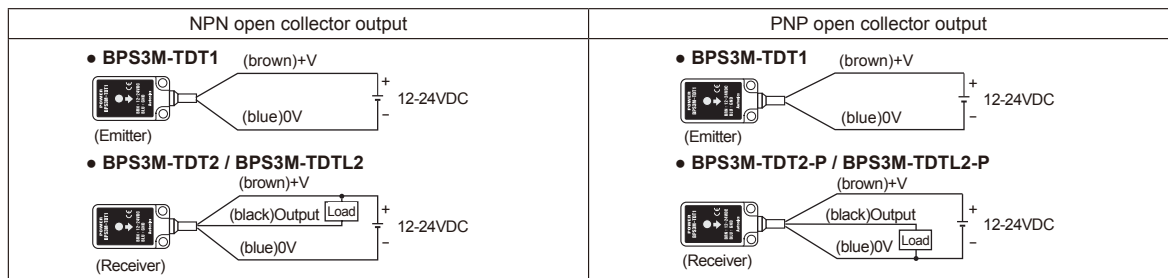 NPN open collector output
● BPS3M-TDT1
(brown)+V
+
12-24VDC
−
(blue)0V
(Emitter)
● BPS3M-TDT2 / BPS3M-TDTL2
(brown)+V
(black)Output
Load
+
12-24VDC
−
(blue)0V
(Receiver)
PNP open collector output
● BPS3M-TDT1
(brown)+V
+
12-24VDC
−
(blue)0V
(Emitter)
● BPS3M-TDT2-P / BPS3M-TDTL2-P
(brown)+V
(black)Output
+
12-24VDC
−
(blue)0V
Load
(Receiver)